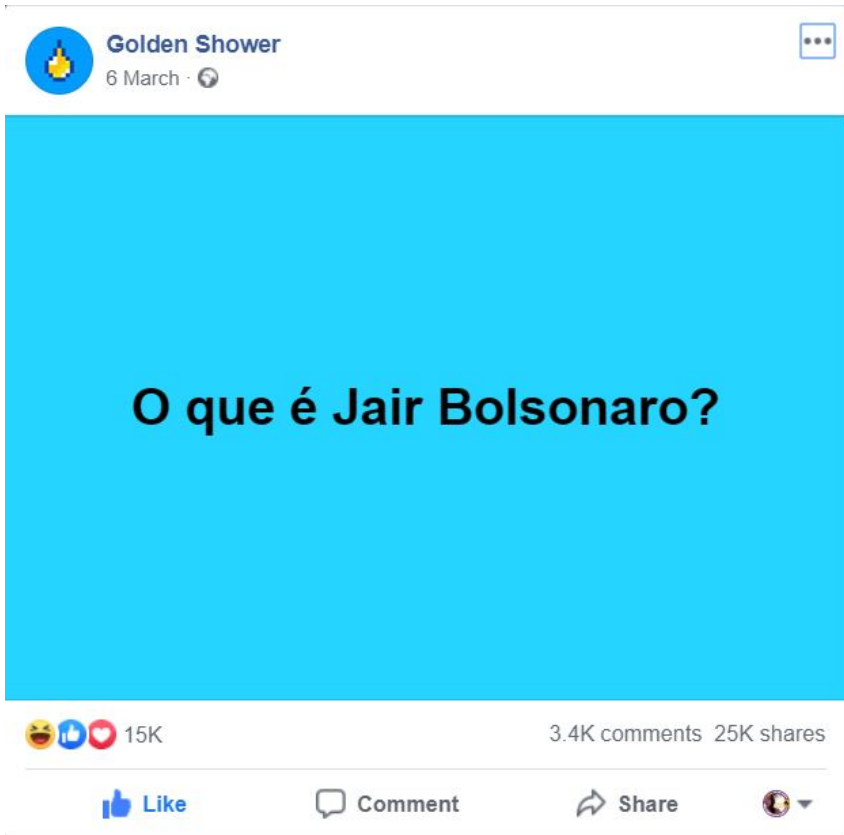 Golden Shower
6 March
O que é Jair Bolsonaro?
15K 3.4K comments 25K shares
Like Comment Share